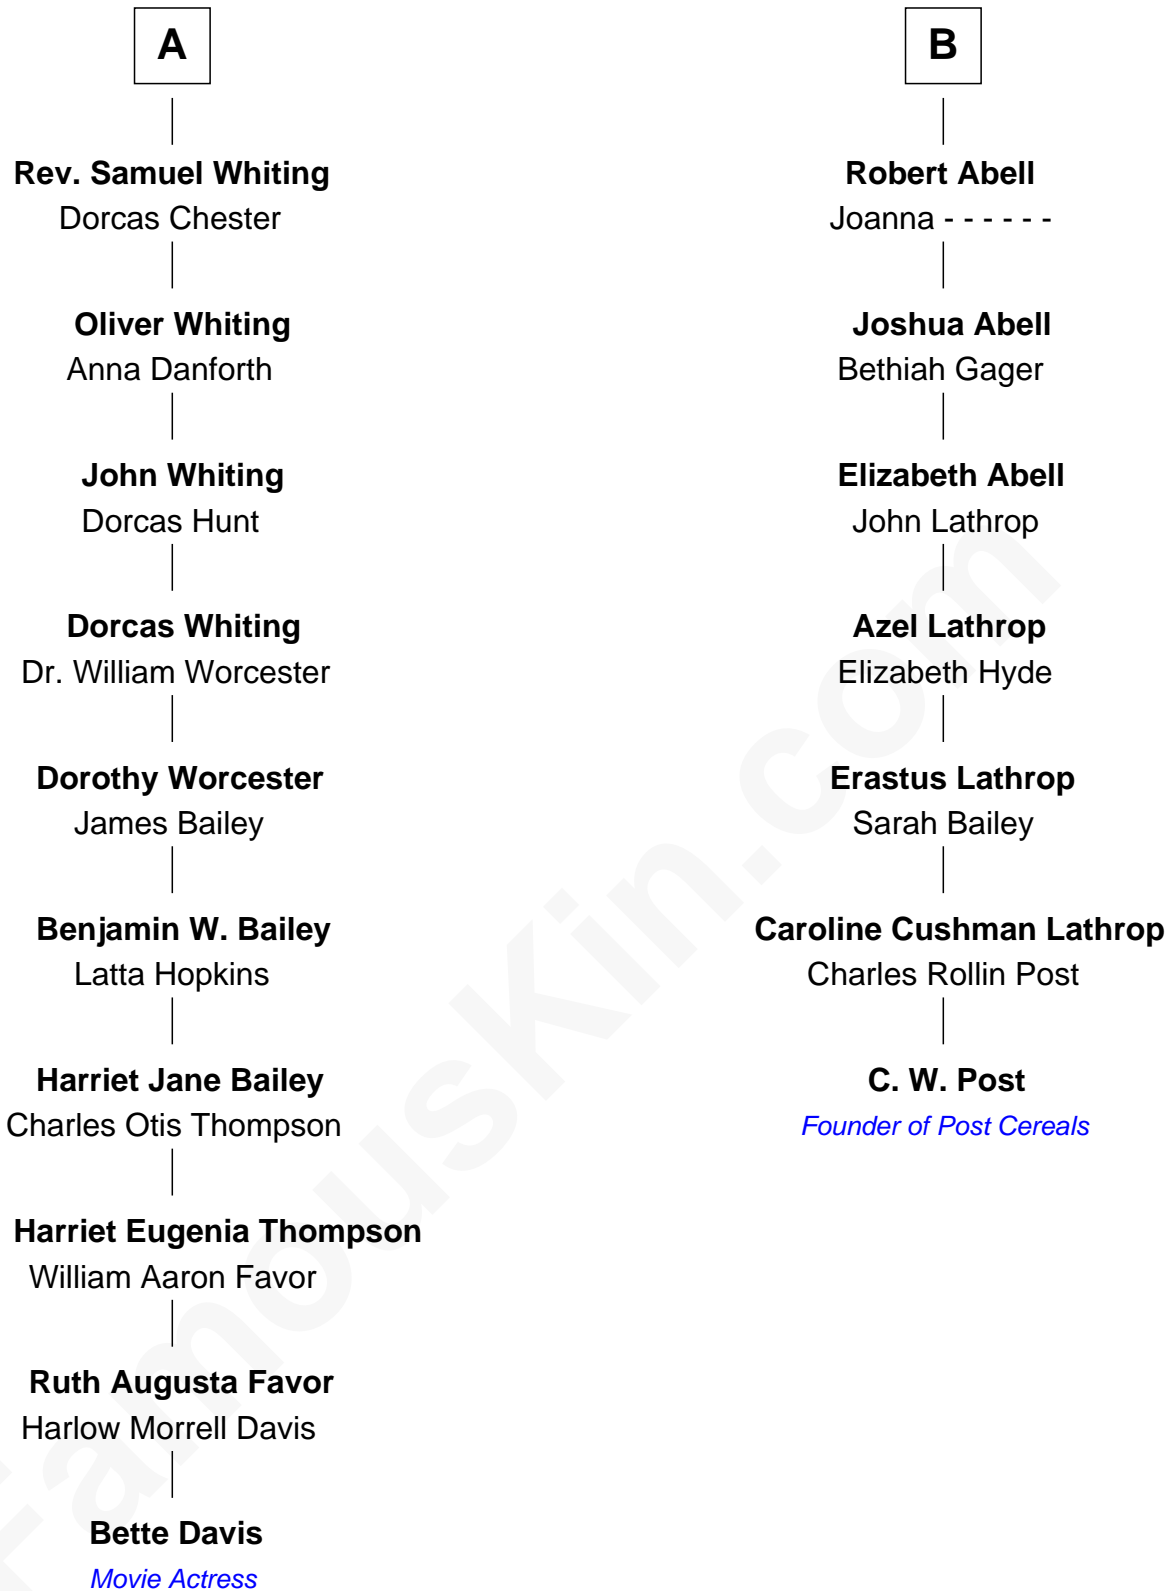 A
Rev. Samuel Whiting
Dorcas Chester
Oliver Whiting
Anna Danforth
John Whiting
Dorcas Hunt
Dorcas Whiting
Dr. William Worcester
Dorothy Worcester
James Bailey
Benjamin W. Bailey
Latta Hopkins
Harriet Jane Bailey
Charles Otis Thompson
Harriet Eugenia Thompson
William Aaron Favor
Ruth Augusta Favor
Harlow Morrell Davis
Bette Davis
Movie Actress
B
Robert Abell
Joanna - - - - - -
Joshua Abell
Bethiah Gager
Elizabeth Abell
John Lathrop
Azel Lathrop
Elizabeth Hyde
Erastus Lathrop
Sarah Bailey
Caroline Cushman Lathrop
Charles Rollin Post
C. W. Post
Founder of Post Cereals
FamousKin.com